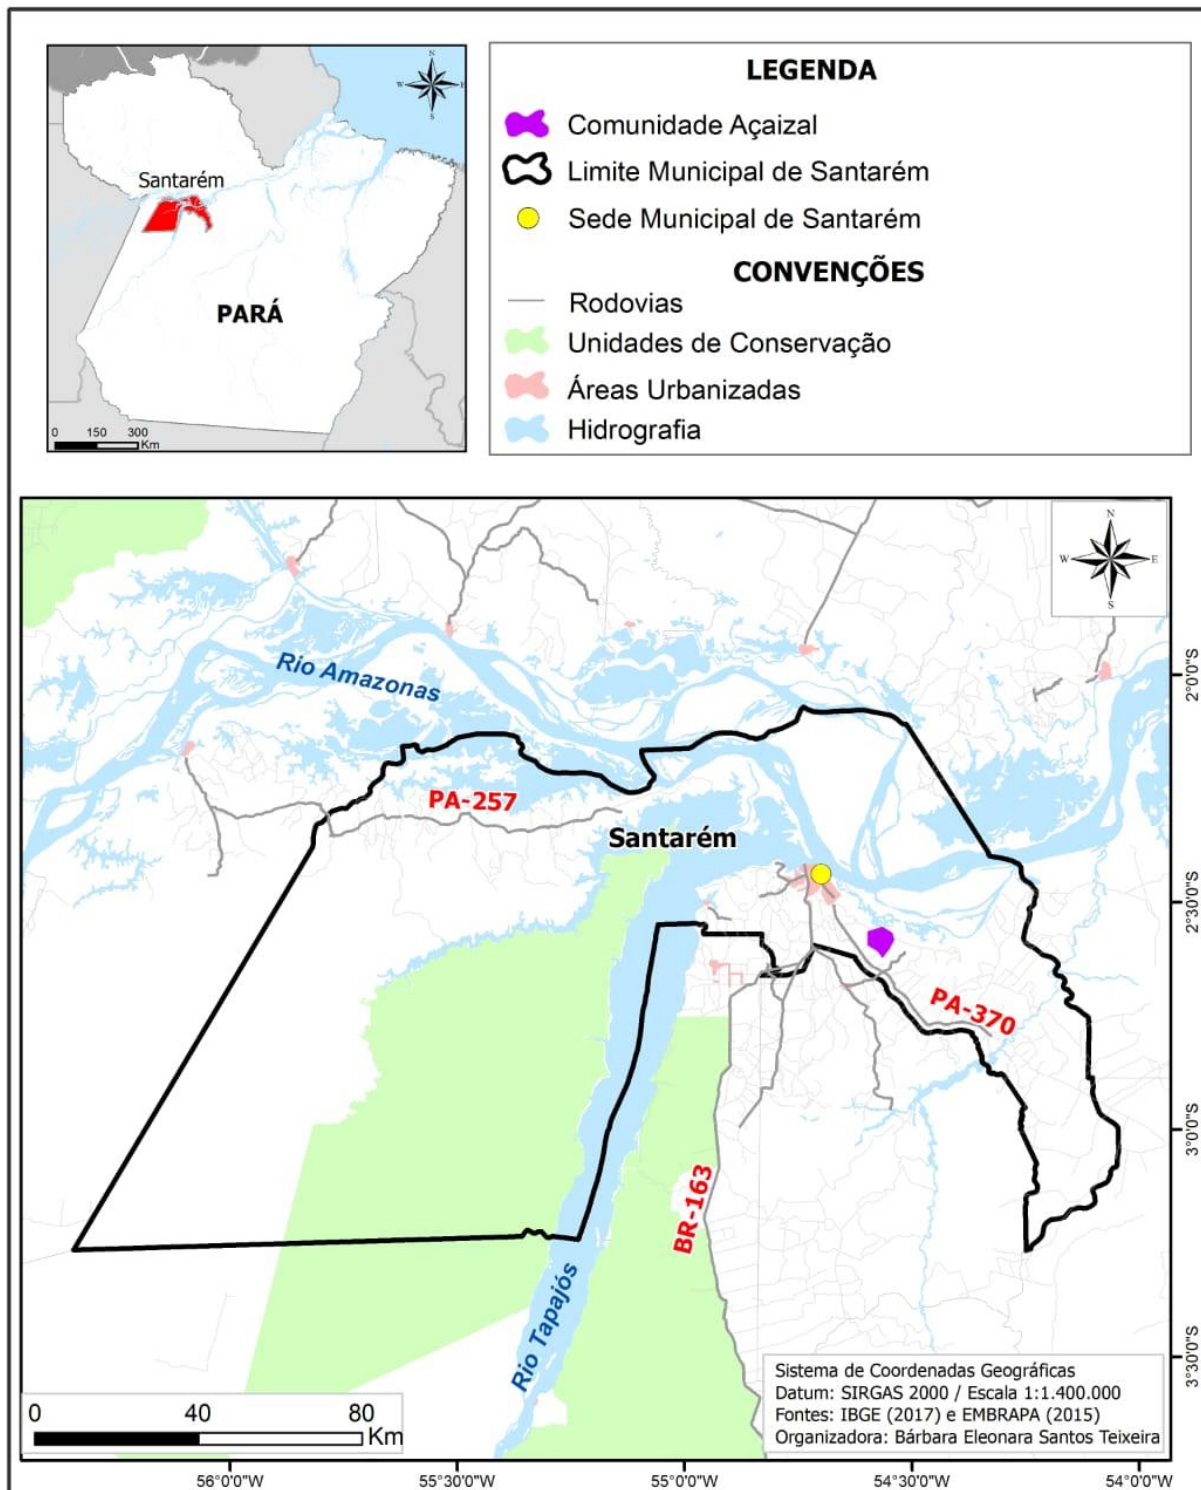 N
W
E
S
Santarém
PARÁ
0 150 300
Km
LEGENDA
Comunidade Açaizal
Limite Municipal de Santarém
Sede Municipal de Santarém
CONVENÇÕES
Rodovias
Unidades de Conservação
Áreas Urbanizadas
Hidrografia
N
W
E
S
Rio Amazonas
PA-257
Santarém
PA-370
BR-163
Rio Tapajós
2°0'0"S
2°30'0"S
3°0'0"S
3°30'0"S
0 40 80
Km
Sistema de Coordenadas Geográficas
Datum: SIRGAS 2000 / Escala 1:1.400.000
Fontes: IBGE (2017) e EMBRAPA (2015)
Organizadora: Bárbara Eleonara Santos Teixeira
56°0'0"W 55°30'0"W 55°0'0"W 54°30'0"W 54°0'0"W